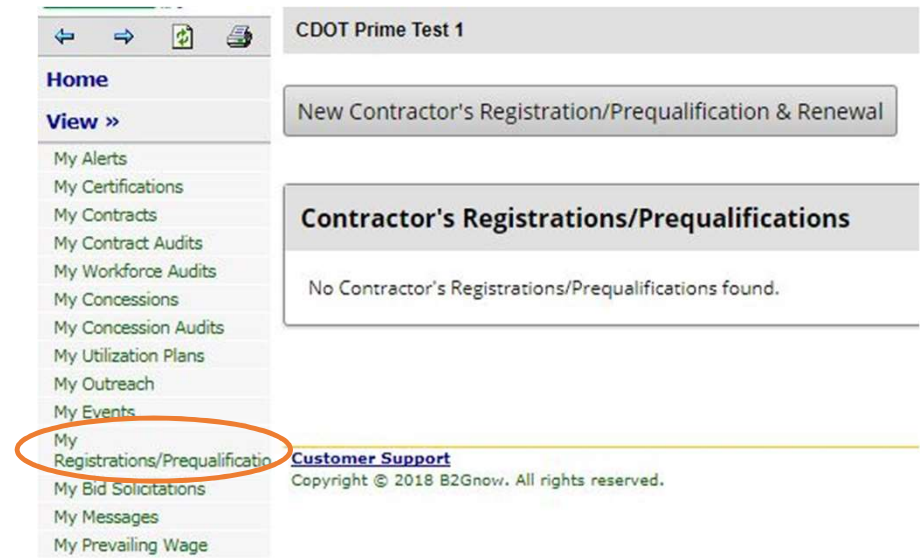 Home
View »
My Alerts
My Certifications
My Contracts
My Contract Audits
My Workforce Audits
My Concessions
My Concession Audits
My Utilization Plans
My Outreach
My Events
My
Registrations/Prequalificatio
My Bid Solicitations
My Messages
My Prevailing Wage
CDOT Prime Test 1
New Contractor's Registration/Prequalification & Renewal
Contractor's Registrations/Prequalifications
No Contractor's Registrations/Prequalifications found.
Customer Support
Copyright © 2018 B2Gnow. All rights reserved.